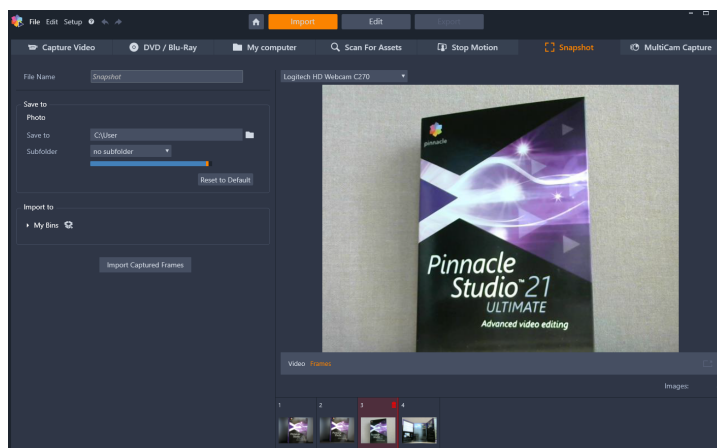 File Edit Setup
Import Edit Export
Capture Video DVD / Blu-Ray My computer Scan For Assets Stop Motion Snapshot MultiCam Capture
File Name Snapshot
Logitech HD Webcam C270
Save to
Photo
Save to C:\User
Subfolder no subfolder
Reset to Default
Import to
My Bins
Import Captured Frames
pinnacle
Pinnacle
Studio™ 21
ULTIMATE
Advanced video editing
Video Frames
Images:
1 2 3 4